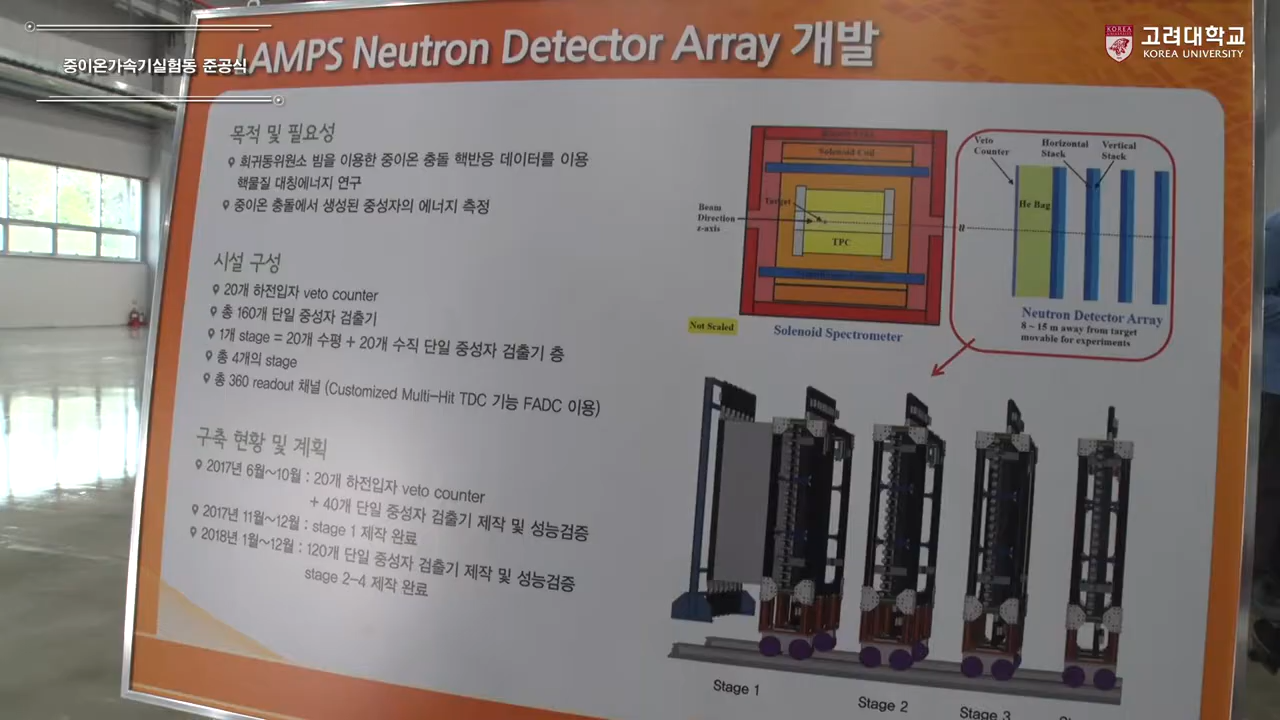 중이온가속기실험동 준공식
고려대학교
KOREA UNIVERSITY
KOREA
LAMPS Neutron Detector Array 개발
목적 및 필요성
희귀동위원소 빔을 이용한 중이온 충돌 핵반응 데이터를 이용
핵물질 대칭에너지 연구
중이온 충돌에서 생성된 중성자의 에너지 측정
시설 구성
20개 하전입자 veto counter
총 160개 단일 중성자 검출기
1개 stage = 20개 수평 + 20개 수직 단일 중성자 검출기 층
총 4개의 stage
총 360 readout 채널 (Customized Multi-Hit TDC 기능 FADC 이용)
구축 현황 및 계획
2017년 6월~10월 : 20개 하전입자 veto counter
+ 40개 단일 중성자 검출기 제작 및 성능검증
2017년 11월~12월 : stage 1 제작 완료
2018년 1월~12월 : 120개 단일 중성자 검출기 제작 및 성능검증
stage 2-4 제작 완료
Solenoid Coil
Target
Beam
Direction
z-axis
TPC
Not Scaled
Solenoid Spectrometer
Veto
Counter
Horizontal
Stack
Vertical
Stack
He Bag
Neutron Detector Array
8 ~ 15 m away from target
movable for experiments
Stage 1
Stage 2
Stage 3